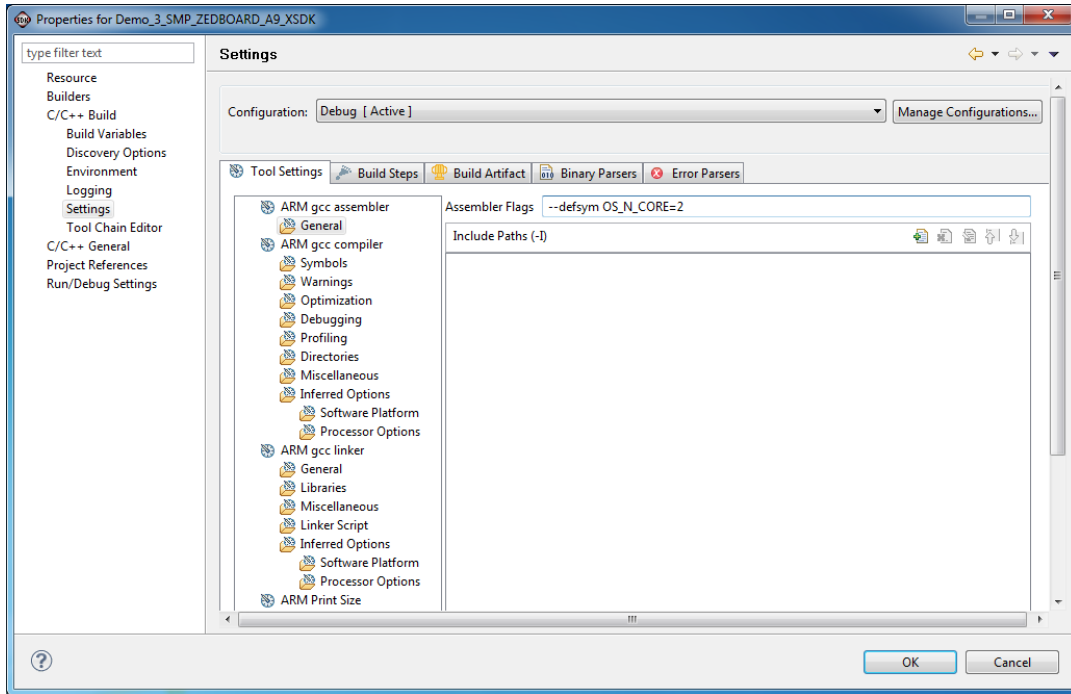 Properties for Demo_3_SMP_ZEDBOARD_A9_XSDK
type filter text
Resource
Builders
C/C++ Build
Build Variables
Discovery Options
Environment
Logging
Settings
Tool Chain Editor
C/C++ General
Project References
Run/Debug Settings
Settings
Configuration: Debug [ Active ] Manage Configurations...
Tool Settings Build Steps Build Artifact Binary Parsers Error Parsers
ARM gcc assembler
General
ARM gcc compiler
Symbols
Warnings
Optimization
Debugging
Profiling
Directories
Miscellaneous
Inferred Options
Software Platform
Processor Options
ARM gcc linker
General
Libraries
Miscellaneous
Linker Script
Inferred Options
Software Platform
Processor Options
ARM Print Size
Assembler Flags --defsym OS_N_CORE=2
Include Paths (-I)
OK Cancel